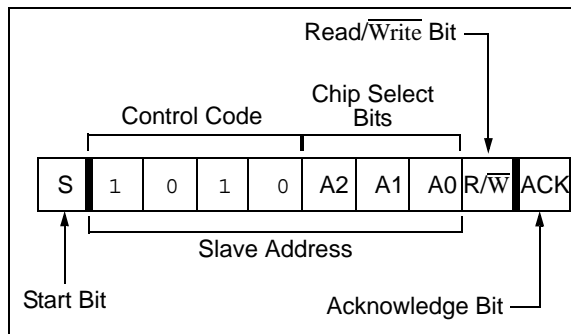 Read/Write Bit
Chip Select
Bits
Control Code
S 1 0 1 0 A2 A1 A0 R/W ACK
Slave Address
Start Bit
Acknowledge Bit